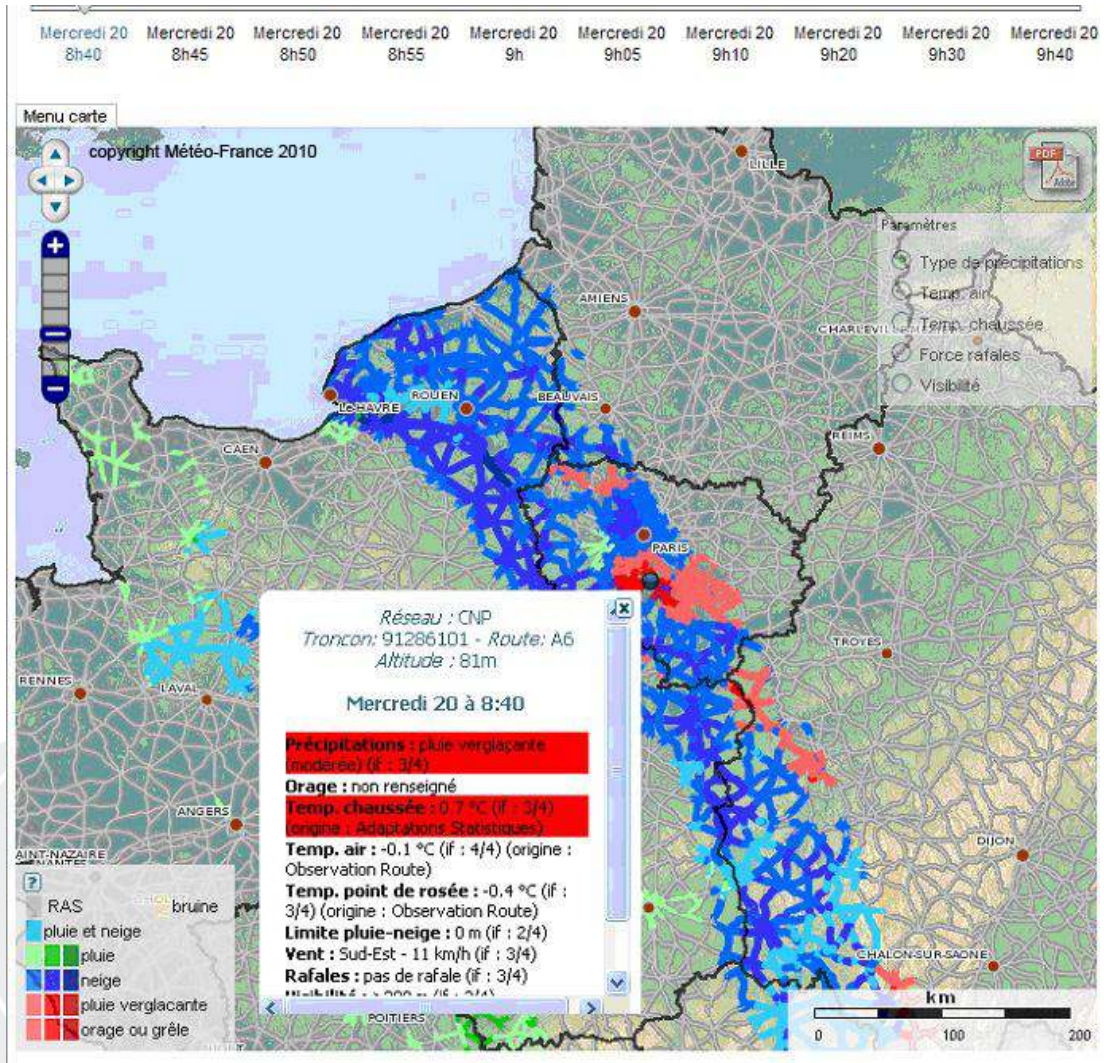 Mercredi 20 Mercredi 20 Mercredi 20 Mercredi 20 Mercredi 20 Mercredi 20 Mercredi 20 Mercredi 20 Mercredi 20 Mercredi 20
8h40 8h45 8h50 8h55 9h 9h05 9h10 9h20 9h30 9h40
Menu carte
copyright Météo-France 2010
PDF
Adobe
LILLE
Paramètres
Type de précipitations
Temp. air
Temp. chaussée
Force rafales
Visibilité
AMIENS
Le HAVRE
ROUEN
BEAUVAIS
REIMS
CAEN
PARIS
Réseau : CNP
Troncon: 91286101 - Route: A6
Altitude : 81m
Mercredi 20 à 8:40
Précipitations : pluie verglaçante
(modérée) (if : 3/4)
Orage : non renseigné
Temp. chaussée : 0.7 °C (if : 3/4)
(origine : Adaptations Statistiques)
Temp. air : -0.1 °C (if : 4/4) (origine :
Observation Route)
Temp. point de rosée : -0.4 °C (if :
3/4) (origine : Observation Route)
Limite pluie-neige : 0 m (if : 2/4)
Vent : Sud-Est - 11 km/h (if : 3/4)
Rafales : pas de rafale (if : 3/4)
TROYES
RENNES
LAVAL
ANGERS
DIJON
CHALON-SUR-SAONE
POITIERS
?
RAS bruine
pluie et neige
pluie
neige
pluie verglacante
orage ou grêle
km
0 100 200